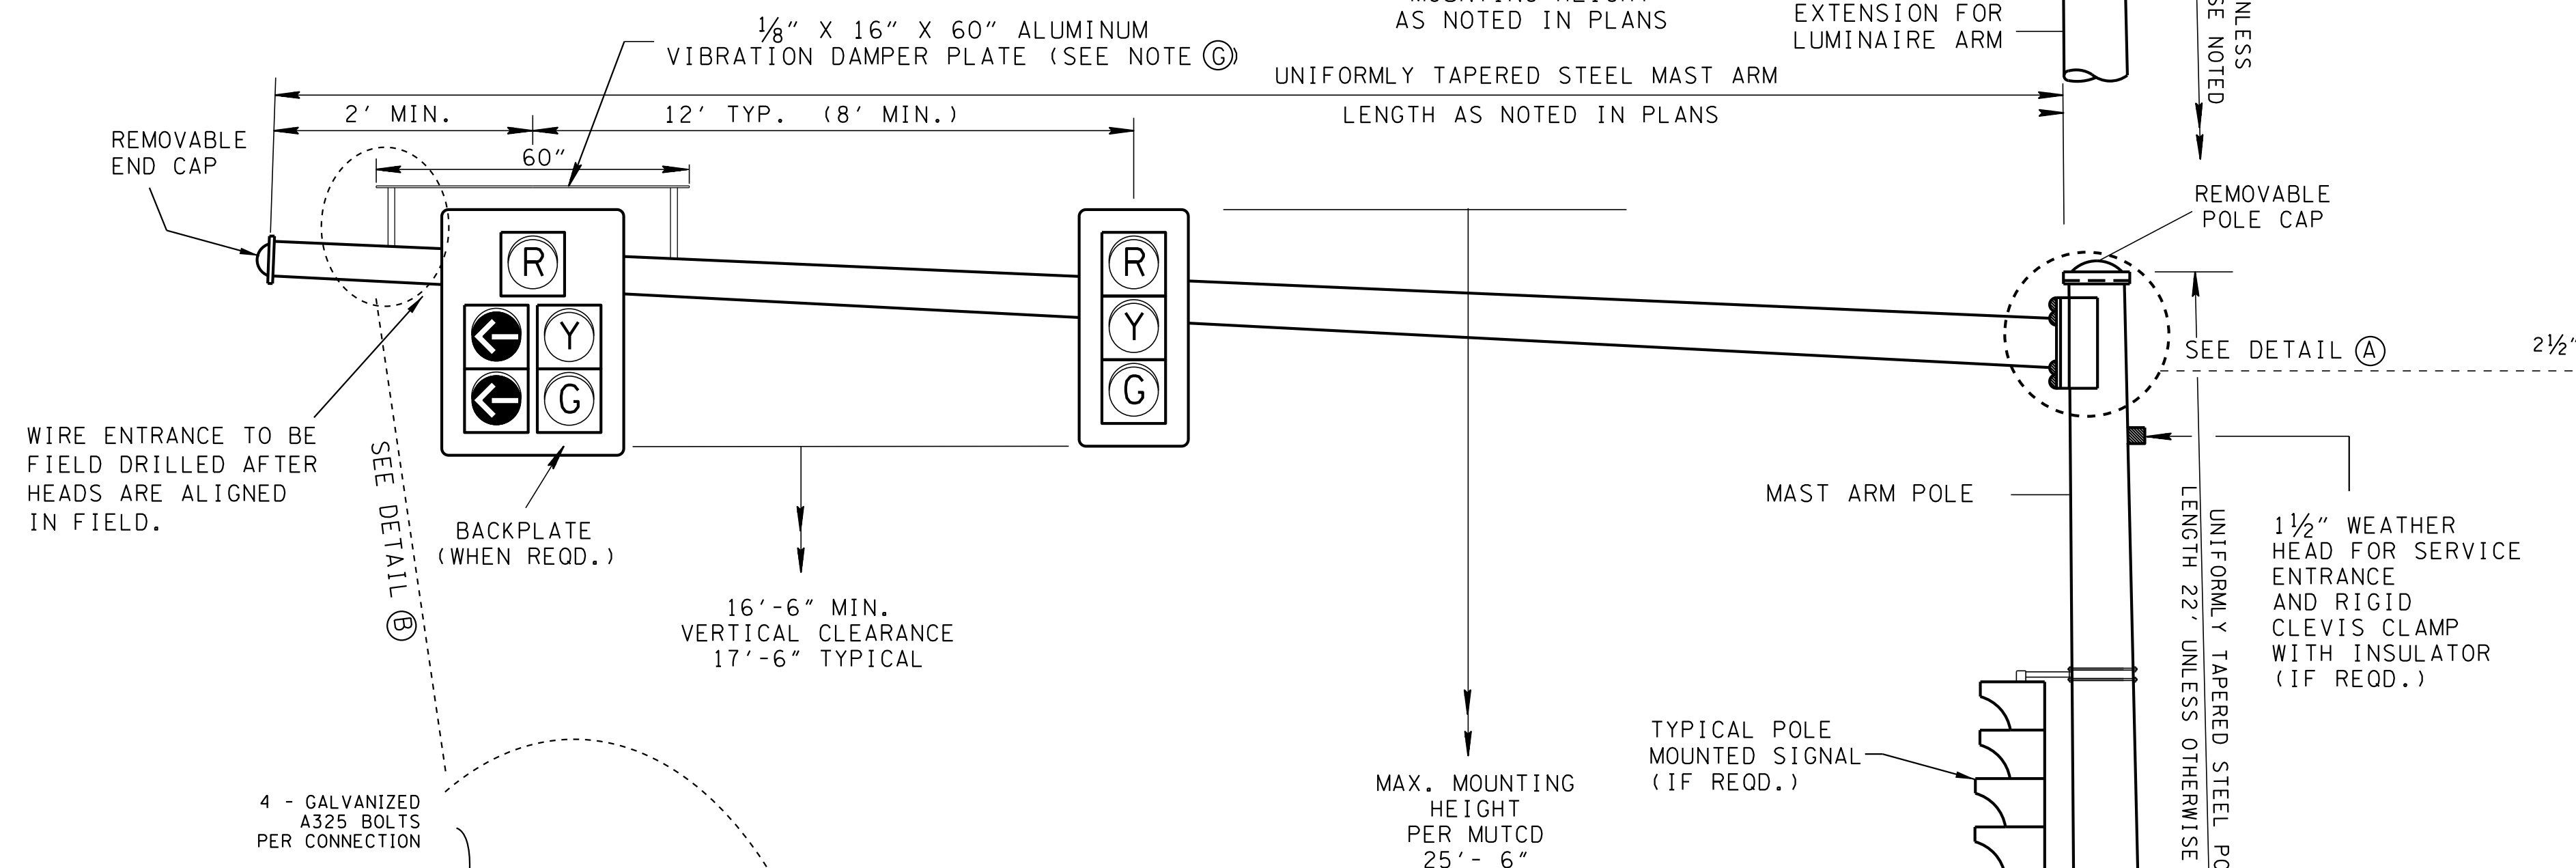 ⅛" X 16" X 60" ALUMINUM
VIBRATION DAMPER PLATE (SEE NOTE G)
AS NOTED IN PLANS
EXTENSION FOR
LUMINAIRE ARM
NLESS
SE NOTED
UNIFORMLY TAPERED STEEL MAST ARM
LENGTH AS NOTED IN PLANS
2' MIN.
12' TYP. (8' MIN.)
60"
REMOVABLE
END CAP
REMOVABLE
POLE CAP
R
Y
G
R
Y
G
SEE DETAIL A
2½"
WIRE ENTRANCE TO BE
FIELD DRILLED AFTER
HEADS ARE ALIGNED
IN FIELD.
SEE DETAIL B
BACKPLATE
(WHEN REQD.)
16'-6" MIN.
VERTICAL CLEARANCE
17'-6" TYPICAL
MAST ARM POLE
1½" WEATHER
HEAD FOR SERVICE
ENTRANCE
AND RIGID
CLEVIS CLAMP
WITH INSULATOR
(IF REQD.)
UNIFORMLY TAPERED STEEL PO
LENGTH 22' UNLESS OTHERWISE
TYPICAL POLE
MOUNTED SIGNAL
(IF REQD.)
MAX. MOUNTING
HEIGHT
PER MUTCD
25'- 6"
4 - GALVANIZED
A325 BOLTS
PER CONNECTION